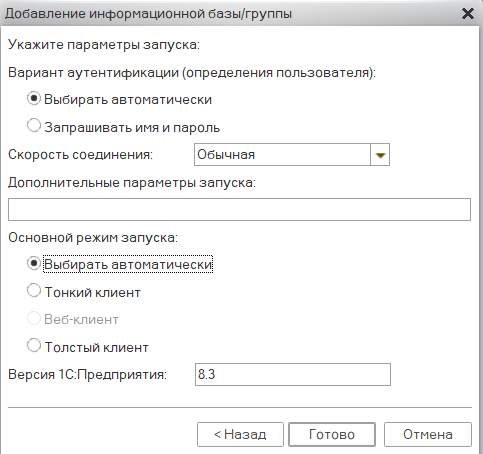 Добавление информационной базы/группы
Укажите параметры запуска:
Вариант аутентификации (определения пользователя):
Выбирать автоматически
Запрашивать имя и пароль
Скорость соединения: Обычная
Дополнительные параметры запуска:
Основной режим запуска:
Выбирать автоматически
Тонкий клиент
Веб-клиент
Толстый клиент
Версия 1С:Предприятия: 8.3
< Назад Готово Отмена